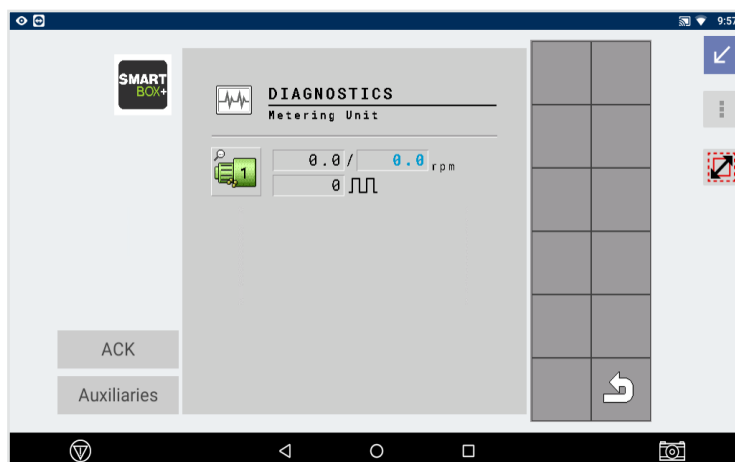 9:57
SMART
BOX+
DIAGNOSTICS
Metering Unit
1
0.0/ 0.0 rpm
0
ACK
Auxiliaries